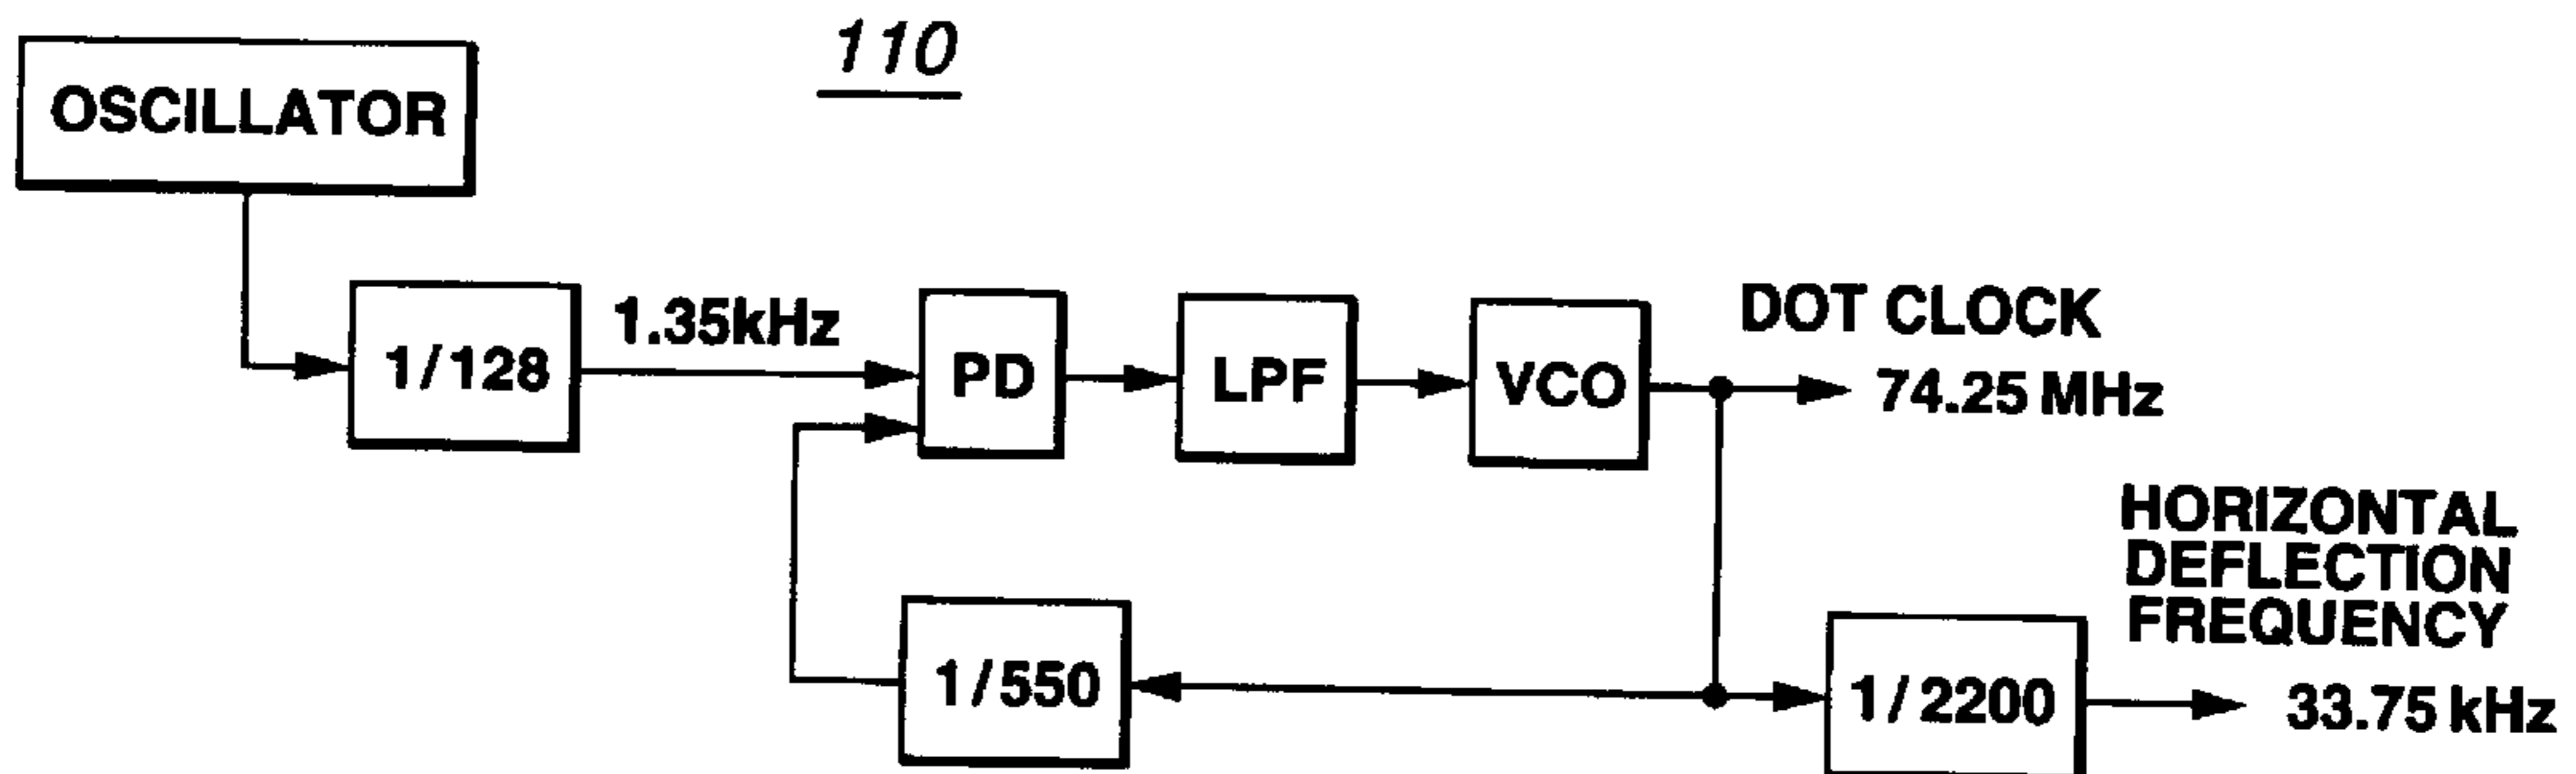 110
OSCILLATOR
1/128
1.35kHz
PD
LPF
VCO
DOT CLOCK
74.25 MHz
1/550
1/2200
HORIZONTAL
DEFLECTION
FREQUENCY
33.75 kHz